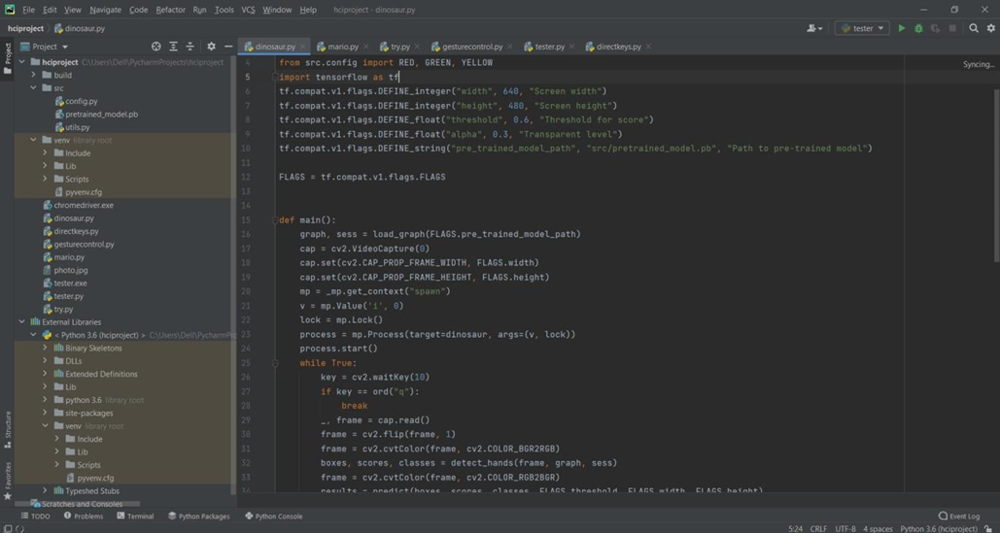 File Edit View Navigate Code Refactor Run Tools VCS Window Help hciproject - dinosaur.py
hciproject dinosaur.py
tester
Project
dinosaur.py mario.py try.py gesturecontrol.py tester.py directkeys.py
Syncing...
hciproject C:\Users\Dell\PycharmProjects\hciproject
build
src
config.py
pretrained_model.pb
utils.py
venv library root
Include
Lib
Scripts
pyvenv.cfg
chromedriver.exe
dinosaur.py
directkeys.py
gesturecontrol.py
mario.py
photo.jpg
tester.exe
tester.py
try.py
External Libraries
< Python 3.6 (hciproject) > C:\Users\Dell\PycharmPr
Binary Skeletons
DLLs
Extended Definitions
Lib
python 3.6 library root
site-packages
venv library root
Include
Lib
Scripts
pyvenv.cfg
Typeshed Stubs
Scratches and Consoles
4 from src.config import RED, GREEN, YELLOW
5 import tensorflow as tf
6 tf.compat.v1.flags.DEFINE_integer("width", 640, "Screen width")
7 tf.compat.v1.flags.DEFINE_integer("height", 480, "Screen height")
8 tf.compat.v1.flags.DEFINE_float("threshold", 0.6, "Threshold for score")
9 tf.compat.v1.flags.DEFINE_float("alpha", 0.3, "Transparent level")
10 tf.compat.v1.flags.DEFINE_string("pre_trained_model_path", "src/pretrained_model.pb", "Path to pre-trained model")
11
12 FLAGS = tf.compat.v1.flags.FLAGS
13
14
15 def main():
16 graph, sess = load_graph(FLAGS.pre_trained_model_path)
17 cap = cv2.VideoCapture(0)
18 cap.set(cv2.CAP_PROP_FRAME_WIDTH, FLAGS.width)
19 cap.set(cv2.CAP_PROP_FRAME_HEIGHT, FLAGS.height)
20 mp = _mp.get_context("spawn")
21 v = mp.Value('i', 0)
22 lock = mp.Lock()
23 process = mp.Process(target=dinosaur, args=(v, lock))
24 process.start()
25 while True:
26 key = cv2.waitKey(10)
27 if key == ord("q"):
28 break
29 _, frame = cap.read()
30 frame = cv2.flip(frame, 1)
31 frame = cv2.cvtColor(frame, cv2.COLOR_BGR2RGB)
32 boxes, scores, classes = detect_hands(frame, graph, sess)
33 frame = cv2.cvtColor(frame, cv2.COLOR_RGB2BGR)
results = predict(boxes, scores, classes, FLAGS.threshold, FLAGS.width, FLAGS.height)
Project
Structure
Favorites
TODO Problems Terminal Python Packages Python Console Event Log
5:24 CRLF UTF-8 4 spaces Python 3.6 (hciproject)